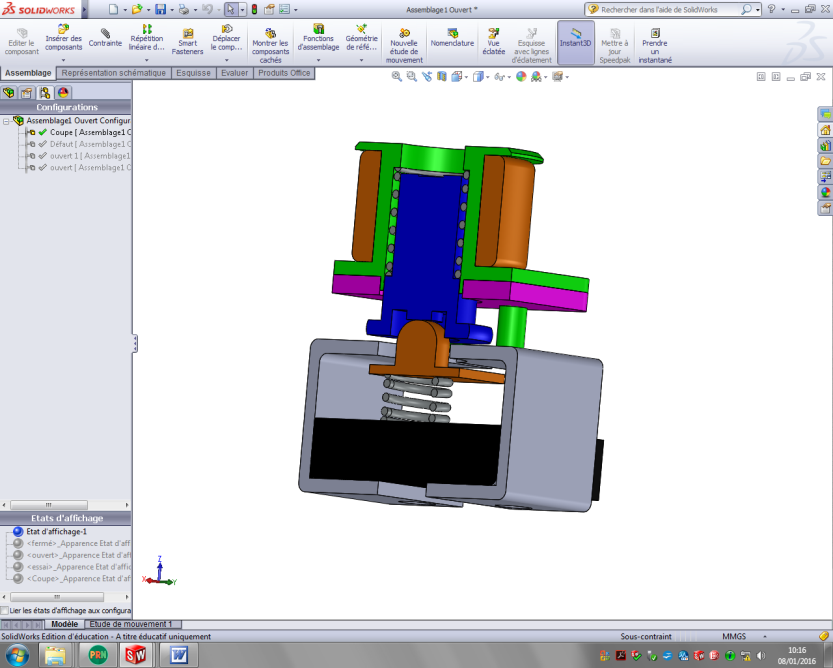 SOLIDWORKS
Assemblage1 Ouvert *
Rechercher dans l'aide de SolidWorks
Editer le composant
Insérer des composants
Contrainte
Répétition linéaire d...
Smart Fasteners
Déplacer le comp...
Montrer les composants cachés
Fonctions d'assemblage
Géométrie de réfé...
Nouvelle étude de mouvement
Nomenclature
Vue éclatée
Esquisse avec lignes d'éclatement
Instant3D
Mettre à jour Speedpak
Prendre un instantané
Assemblage
Représentation schématique
Esquisse
Evaluer
Produits Office
Configurations
Assemblage1 Ouvert Configur
Coupe [ Assemblage1 O
Défaut [ Assemblage1 O
ouvert 1 [ Assemblage1
ouvert [ Assemblage1 O
Etats d'affichage
Etat d'affichage-1
<fermé>_Apparence Etat d'aff
<ouvert>_Apparence Etat d'aff
<essai>_Apparence Etat d'aff
<Coupe>_Apparence Etat d'af
Lier les états d'affichage aux configura
Z
X
Y
Modèle
Etude de mouvement 1
SolidWorks Edition d'éducation - A titre éducatif uniquement
Sous-contraint
MMGS
PRN
SW
W
10:16
08/01/2016